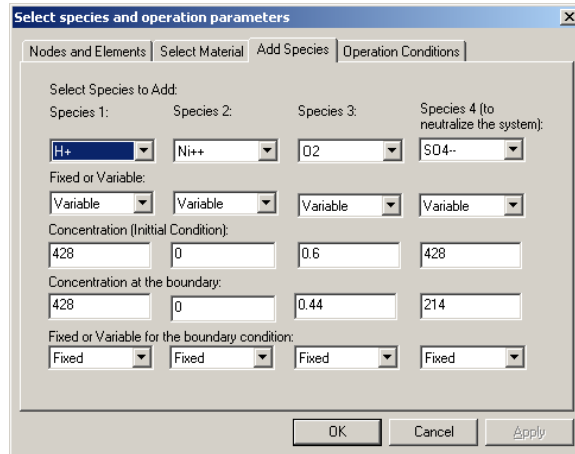 Select species and operation parameters
Nodes and Elements Select Material Add Species Operation Conditions
Select Species to Add:
Species 1: Species 2: Species 3: Species 4 (to neutralize the system):
H+ Ni++ O2 SO4--
Fixed or Variable:
Variable Variable Variable Variable
Concentration (Inittial Condition):
428 0 0.6 428
Concentration at the boundary:
428 0 0.44 214
Fixed or Variable for the boundary condition:
Fixed Fixed Fixed Fixed
OK Cancel Apply